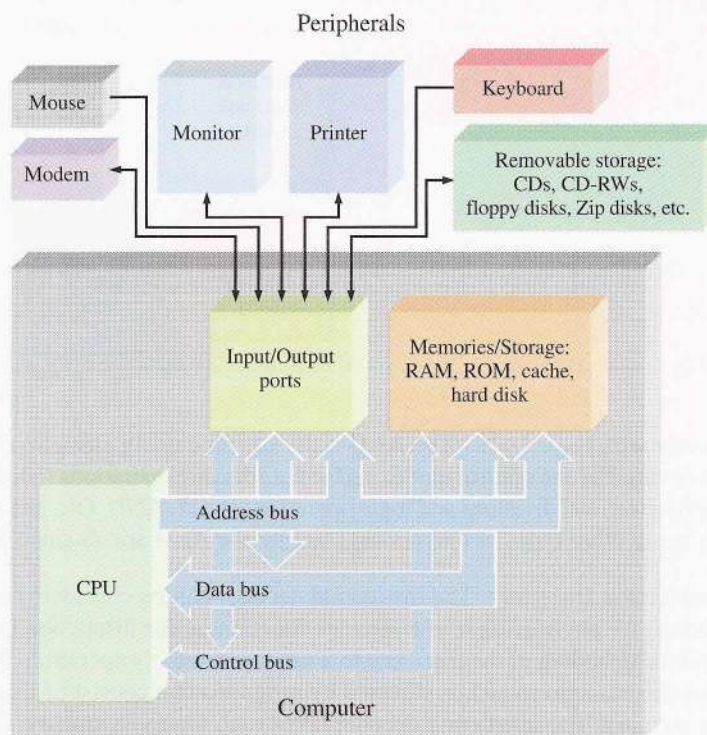 Peripherals
Mouse
Modem
Monitor
Printer
Keyboard
Removable storage:
CDs, CD-RWs,
floppy disks, Zip disks, etc.
Input/Output
ports
Memories/Storage:
RAM, ROM, cache,
hard disk
CPU
Address bus
Data bus
Control bus
Computer